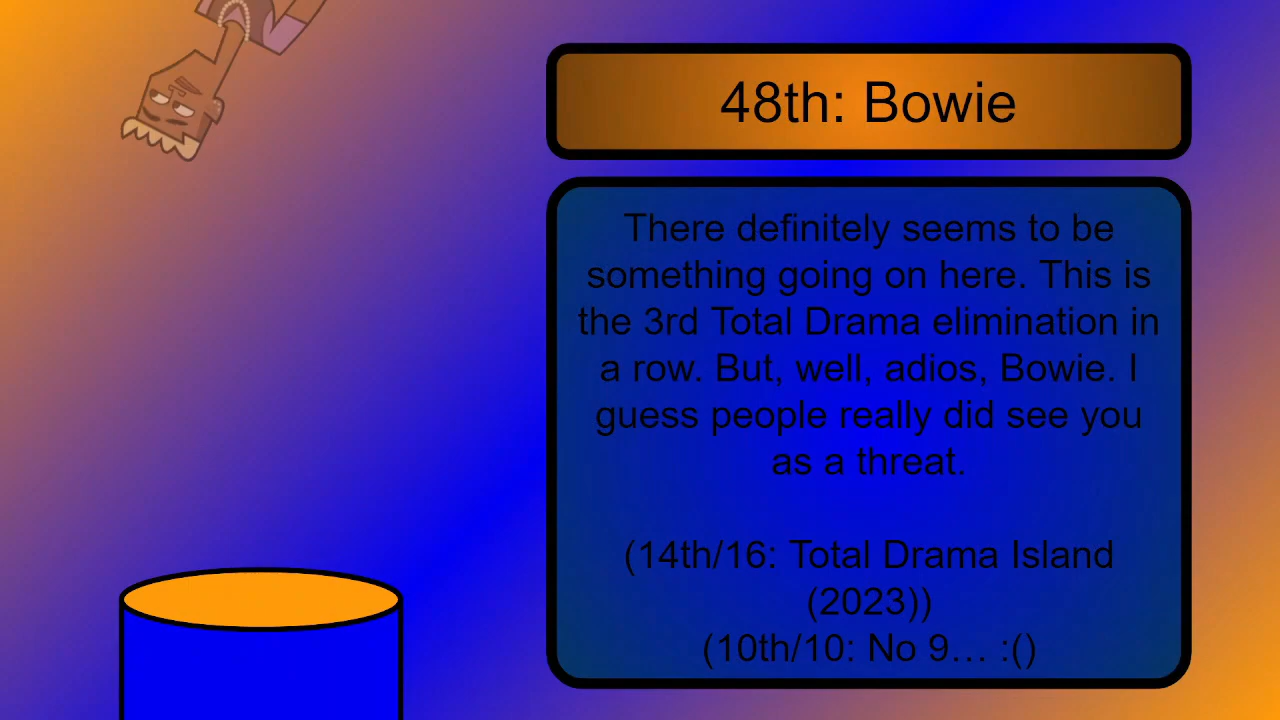 48th: Bowie
There definitely seems to be
something going on here. This is
the 3rd Total Drama elimination in
a row. But, well, adios, Bowie. I
guess people really did see you
as a threat.
(14th/16: Total Drama Island
(2023))
(10th/10: No 9… :()